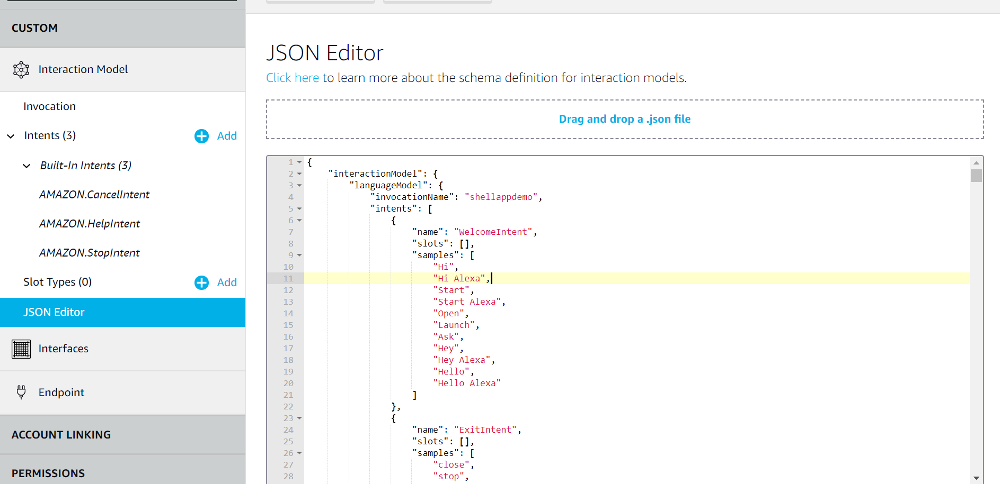 CUSTOM
Interaction Model
Invocation
Intents (3)
Add
Built-In Intents (3)
AMAZON.CancelIntent
AMAZON.HelpIntent
AMAZON.StopIntent
Slot Types (0)
Add
JSON Editor
Interfaces
Endpoint
ACCOUNT LINKING
PERMISSIONS
JSON Editor
Click here to learn more about the schema definition for interaction models.
Drag and drop a .json file
1 {
2 "interactionModel": {
3 "languageModel": {
4 "invocationName": "shellappdemo",
5 "intents": [
6 {
7 "name": "WelcomeIntent",
8 "slots": [],
9 "samples": [
10 "Hi",
11 "Hi Alexa",
12 "Start",
13 "Start Alexa",
14 "Open",
15 "Launch",
16 "Ask",
17 "Hey",
18 "Hey Alexa",
19 "Hello",
20 "Hello Alexa"
21 ]
22 },
23 {
24 "name": "ExitIntent",
25 "slots": [],
26 "samples": [
27 "close",
28 "stop",